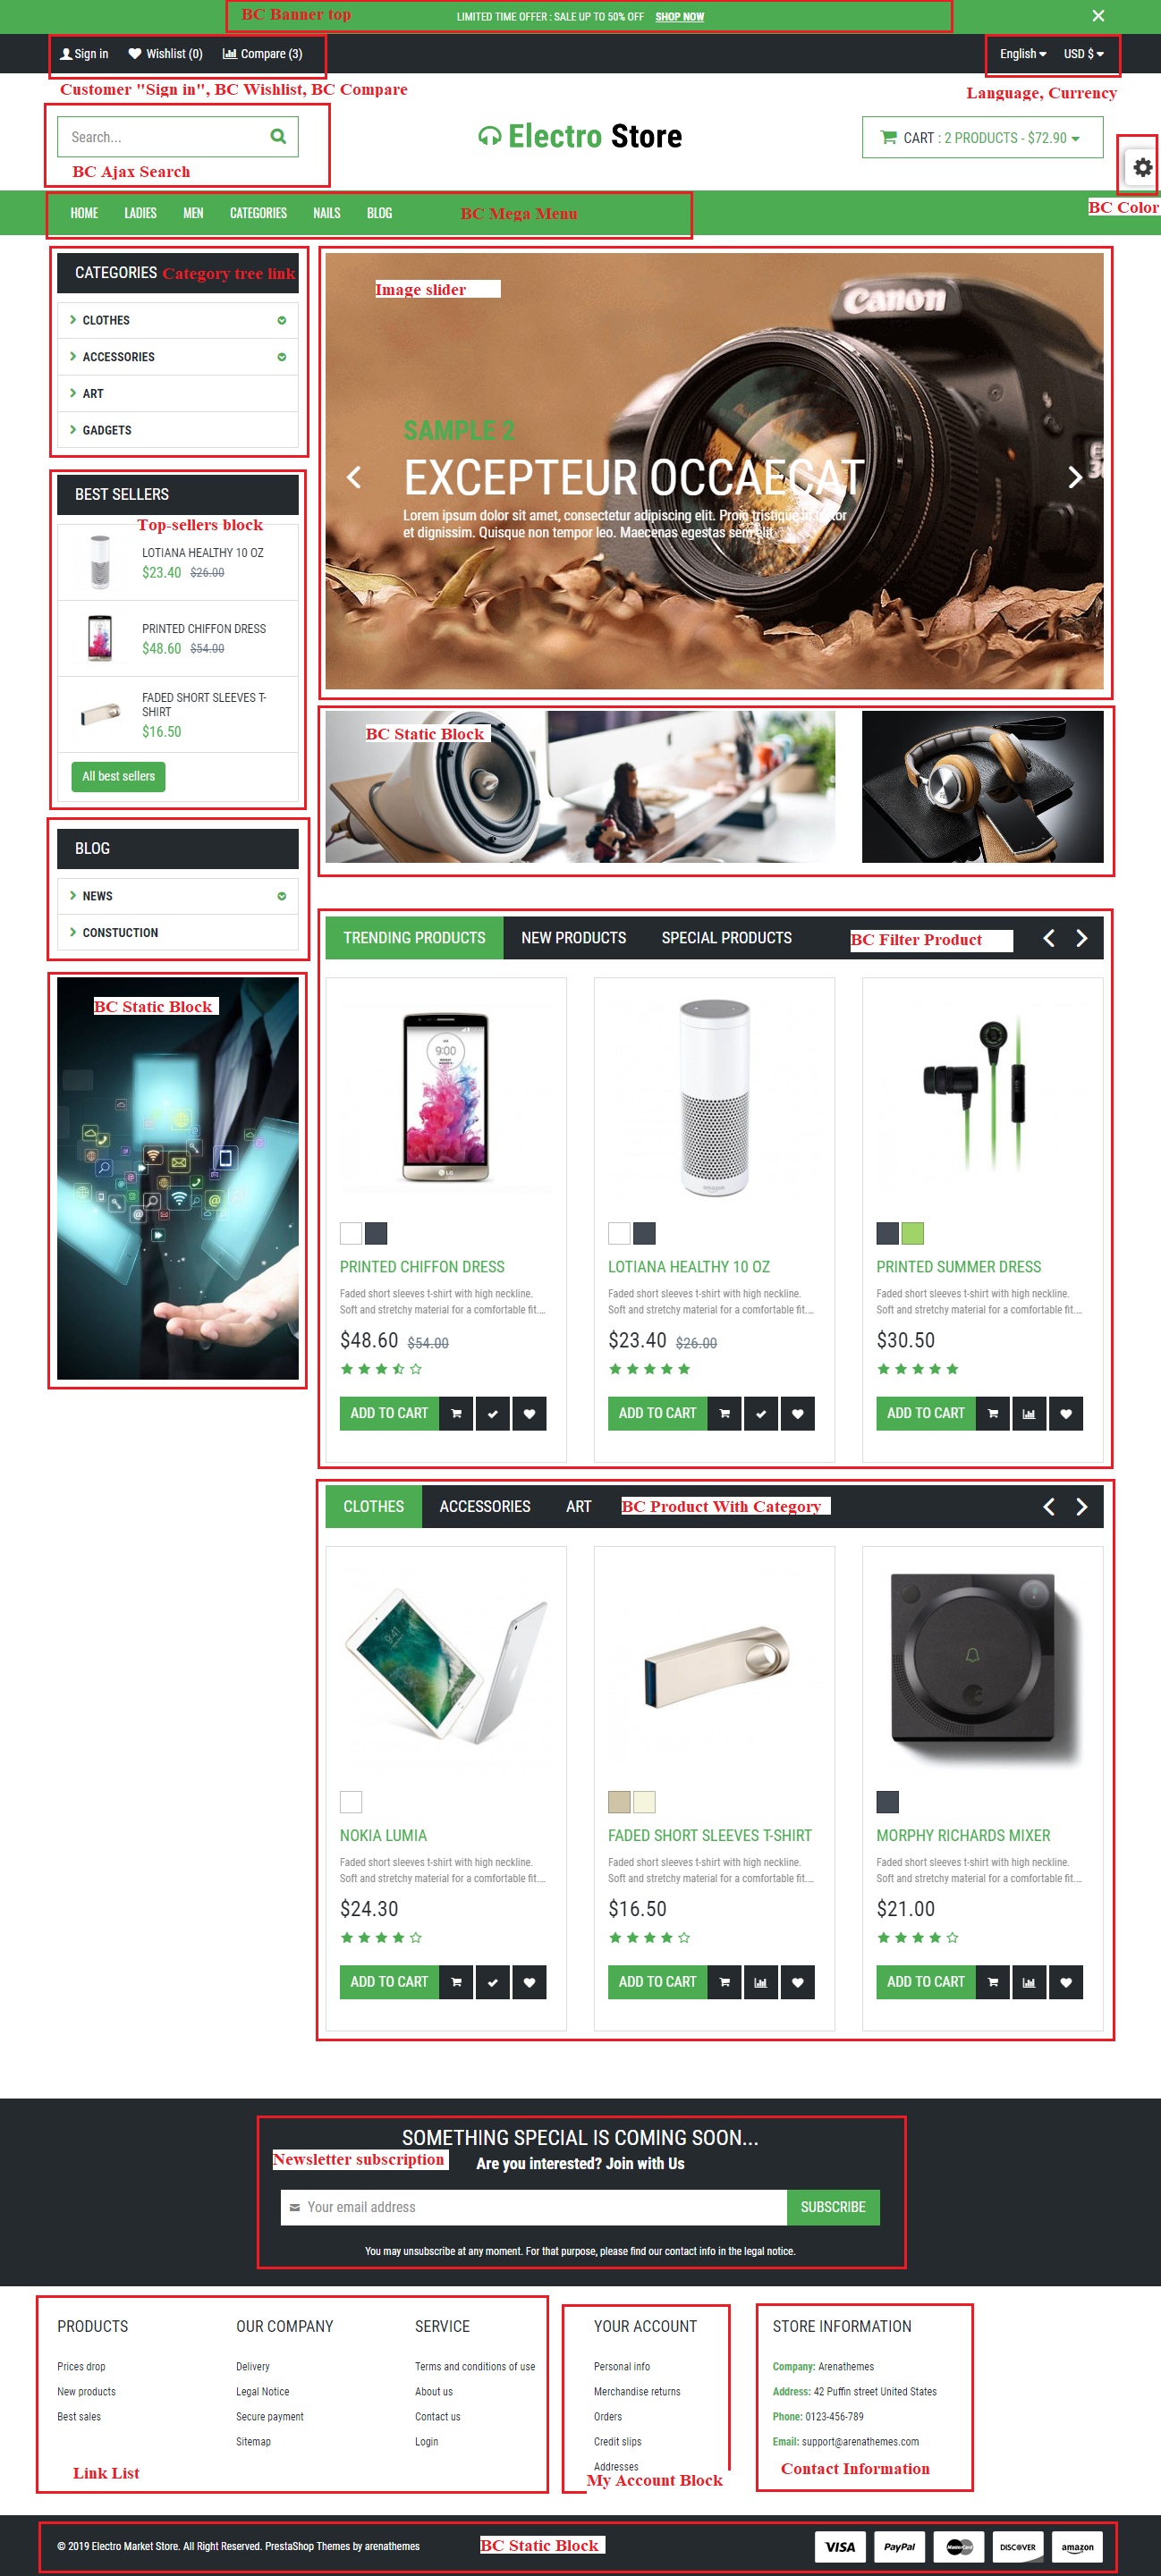 BC Banner top
LIMITED TIME OFFER : SALE UP TO 50% OFF SHOP NOW
Sign in Wishlist (0) Compare (3)
English USD $
Customer "Sign in", BC Wishlist, BC Compare
Language, Currency
Search...
Electro Store
CART : 2 PRODUCTS - $72.90
BC Ajax Search
BC Color
HOME LADIES MEN CATEGORIES NAILS BLOG
BC Mega Menu
CATEGORIES Category tree link
CLOTHES
ACCESSORIES
ART
GADGETS
Image slider
Canon
SAMPLE 2
EXCEPTEUR OCCAECAT
Lorem ipsum dolor sit amet, consectetur adipiscing elit. Proin tristique in tortor
et dignissim. Quisque non tempor leo. Maecenas egestas sem elit
BEST SELLERS
Top-sellers block
LOTIANA HEALTHY 10 OZ
$23.40 $26.00
PRINTED CHIFFON DRESS
$48.60 $54.00
FADED SHORT SLEEVES T-
SHIRT
$16.50
All best sellers
BC Static Block
BLOG
NEWS
CONSTUCTION
BC Static Block
TRENDING PRODUCTS NEW PRODUCTS SPECIAL PRODUCTS BC Filter Product
9:00
LG
amazon
PRINTED CHIFFON DRESS
Faded short sleeves t-shirt with high neckline.
Soft and stretchy material for a comfortable fit....
$48.60 $54.00
ADD TO CART
LOTIANA HEALTHY 10 OZ
Faded short sleeves t-shirt with high neckline.
Soft and stretchy material for a comfortable fit....
$23.40 $26.00
ADD TO CART
PRINTED SUMMER DRESS
Faded short sleeves t-shirt with high neckline.
Soft and stretchy material for a comfortable fit....
$30.50
ADD TO CART
CLOTHES ACCESSORIES ART BC Product With Category
9:41
NOKIA LUMIA
Faded short sleeves t-shirt with high neckline.
Soft and stretchy material for a comfortable fit....
$24.30
ADD TO CART
FADED SHORT SLEEVES T-SHIRT
Faded short sleeves t-shirt with high neckline.
Soft and stretchy material for a comfortable fit....
$16.50
ADD TO CART
MORPHY RICHARDS MIXER
Faded short sleeves t-shirt with high neckline.
Soft and stretchy material for a comfortable fit....
$21.00
ADD TO CART
SOMETHING SPECIAL IS COMING SOON...
Newsletter subscription
Are you interested? Join with Us
Your email address
SUBSCRIBE
You may unsubscribe at any moment. For that purpose, please find our contact info in the legal notice.
PRODUCTS
Prices drop
New products
Best sales
OUR COMPANY
Delivery
Legal Notice
Secure payment
Sitemap
SERVICE
Terms and conditions of use
About us
Contact us
Login
Link List
YOUR ACCOUNT
Personal info
Merchandise returns
Orders
Credit slips
Addresses
My Account Block
STORE INFORMATION
Company: Arenathemes
Address: 42 Puffin street United States
Phone: 0123-456-789
Email: support@arenathemes.com
Contact Information
© 2019 Electro Market Store. All Right Reserved. PrestaShop Themes by arenathemes
BC Static Block
VISA PayPal MasterCard DISCOVER amazon